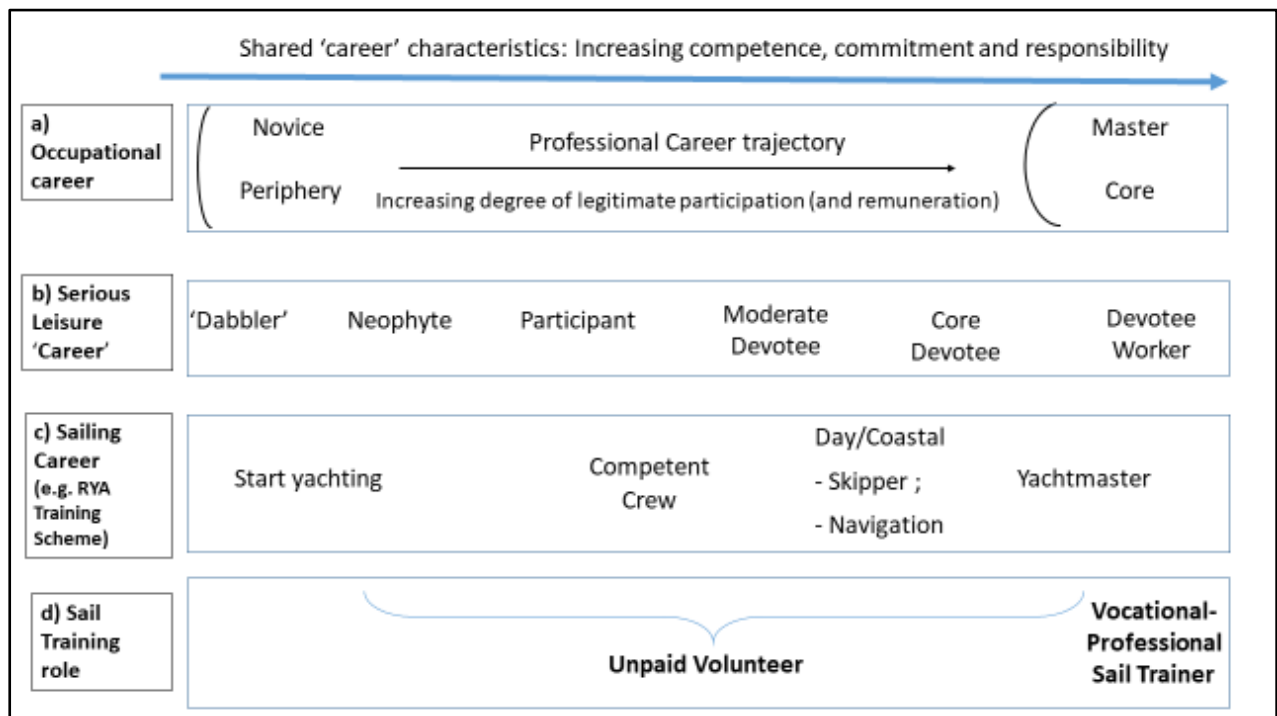 Shared ‘career’ characteristics: Increasing competence, commitment and responsibility
a)
Occupational
career
Novice
Periphery
Professional Career trajectory
Increasing degree of legitimate participation (and remuneration)
Master
Core
b) Serious
Leisure
‘Career’
‘Dabbler’
Neophyte
Participant
Moderate
Devotee
Core
Devotee
Devotee
Worker
c) Sailing
Career
(e.g. RYA
Training
Scheme)
Start yachting
Competent
Crew
Day/Coastal
- Skipper ;
- Navigation
Yachtmaster
d) Sail
Training
role
Unpaid Volunteer
Vocational-
Professional
Sail Trainer